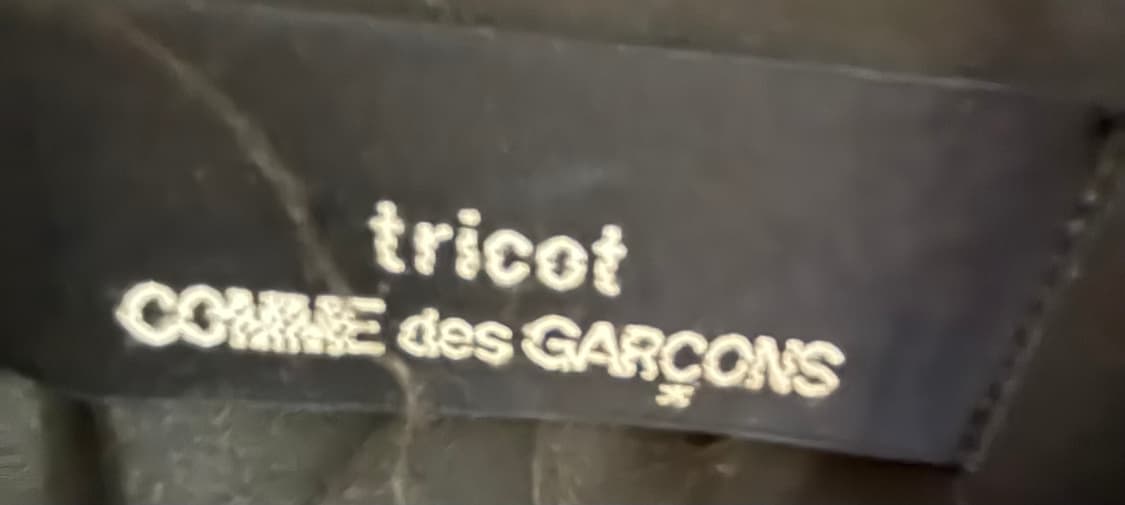 tricot
COMME des GARÇONS